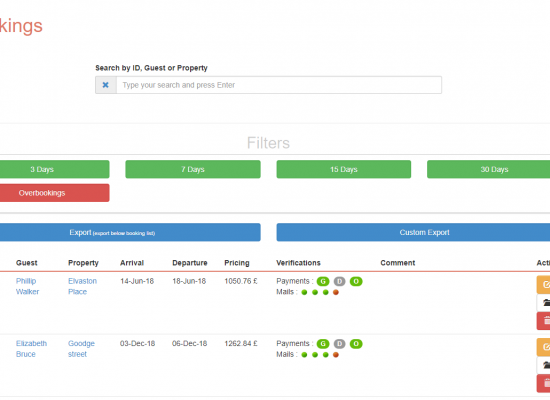 kings
Search by ID, Guest or Property
Type your search and press Enter
Filters
3 Days 7 Days 15 Days 30 Days
Overbookings
Export (export below booking list) Custom Export
Guest Property Arrival Departure Pricing Verifications Comment Acti
Phillip Elvaston 14-Jun-18 18-Jun-18 1050.76 £ Payments : G D O
Walker Place Mails :
Elizabeth Goodge 03-Dec-18 06-Dec-18 1262.84 £ Payments : G D O
Bruce street Mails :